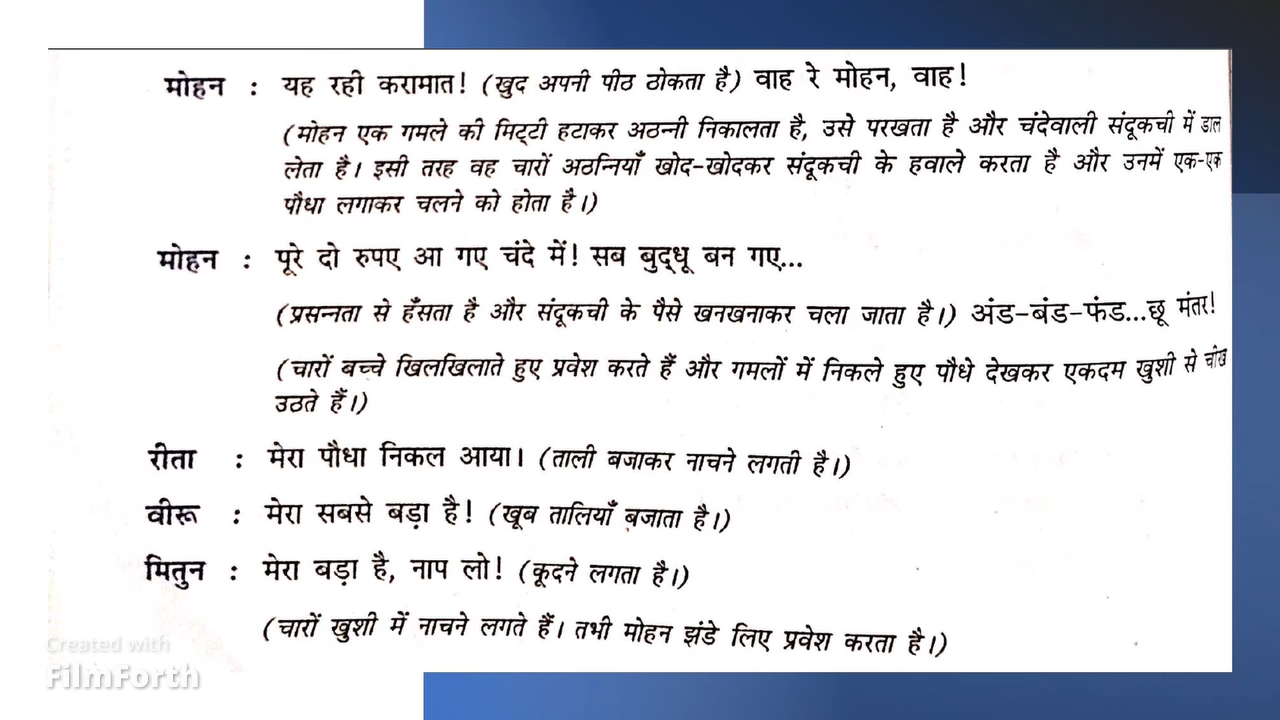 मोहन : यह रही करामात! (खुद अपनी पीठ ठोकता है) वाह रे मोहन, वाह!
(मोहन एक गमले की मिट्टी हटाकर अठन्नी निकालता है, उसे परखता है और चंदेवाली संदूकची में डाल
लेता है। इसी तरह वह चारों अठन्नियाँ खोद-खोदकर संदूकची के हवाले करता है और उनमें एक-एक
पौधा लगाकर चलने को होता है।)
मोहन : पूरे दो रुपए आ गए चंदे में! सब बुद्धू बन गए...
(प्रसन्नता से हँसता है और संदूकची के पैसे खनखनाकर चला जाता है।) अंड-बंड-फंड...छू मंतर!
(चारों बच्चे खिलखिलाते हुए प्रवेश करते हैं और गमलों में निकले हुए पौधे देखकर एकदम खुशी से चीख
उठते हैं।)
रीता : मेरा पौधा निकल आया। (ताली बजाकर नाचने लगती है।)
वीरू : मेरा सबसे बड़ा है! (खूब तालियाँ बजाता है।)
मितुन : मेरा बड़ा है, नाप लो! (कूदने लगता है।)
(चारों खुशी में नाचने लगते हैं। तभी मोहन झंडे लिए प्रवेश करता है।)
Created with
FilmForth